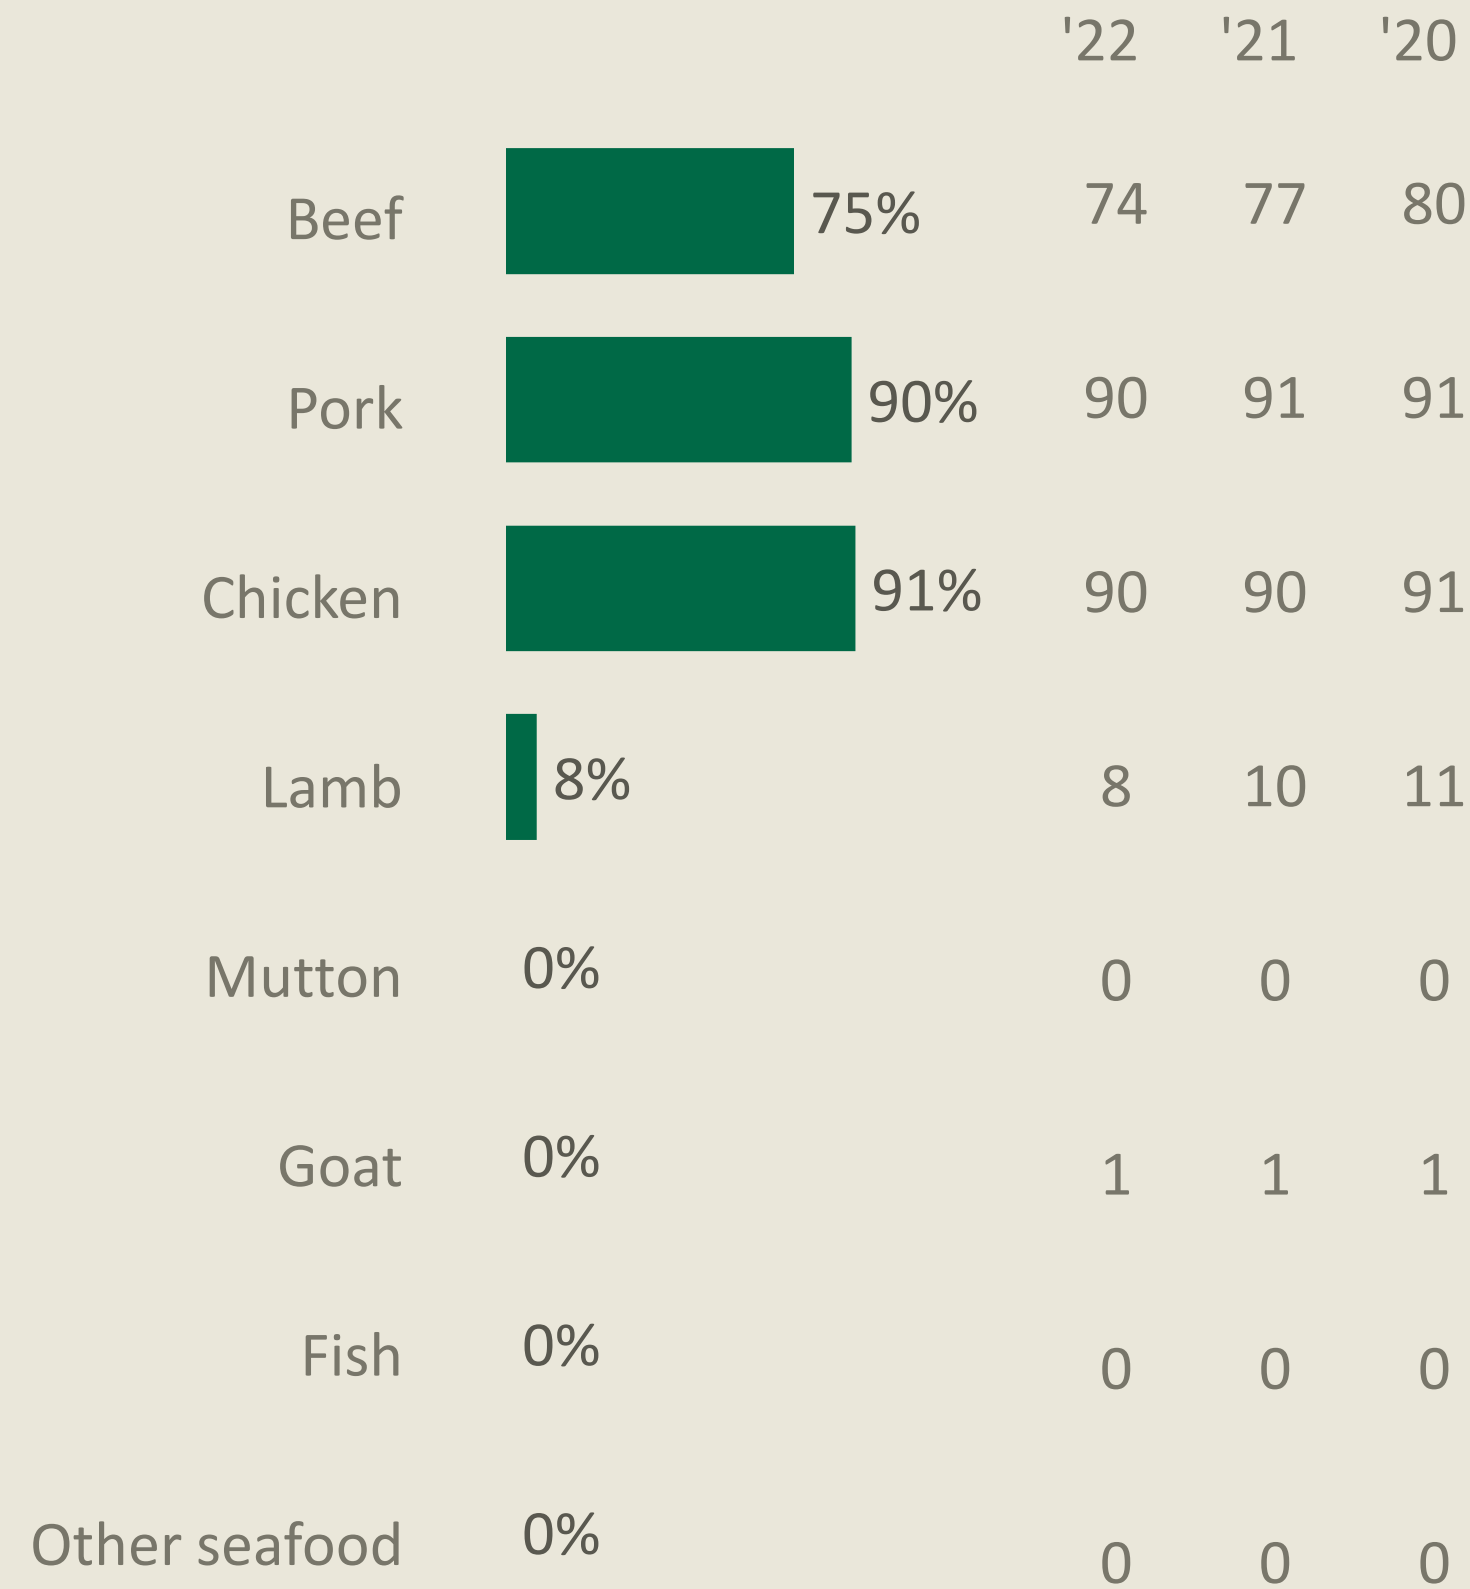 '22 '21 '20
Beef 75% 74 77 80
Pork 90% 90 91 91
Chicken 91% 90 90 91
Lamb 8% 8 10 11
Mutton 0% 0 0 0
Goat 0% 1 1 1
Fish 0% 0 0 0
Other seafood 0% 0 0 0